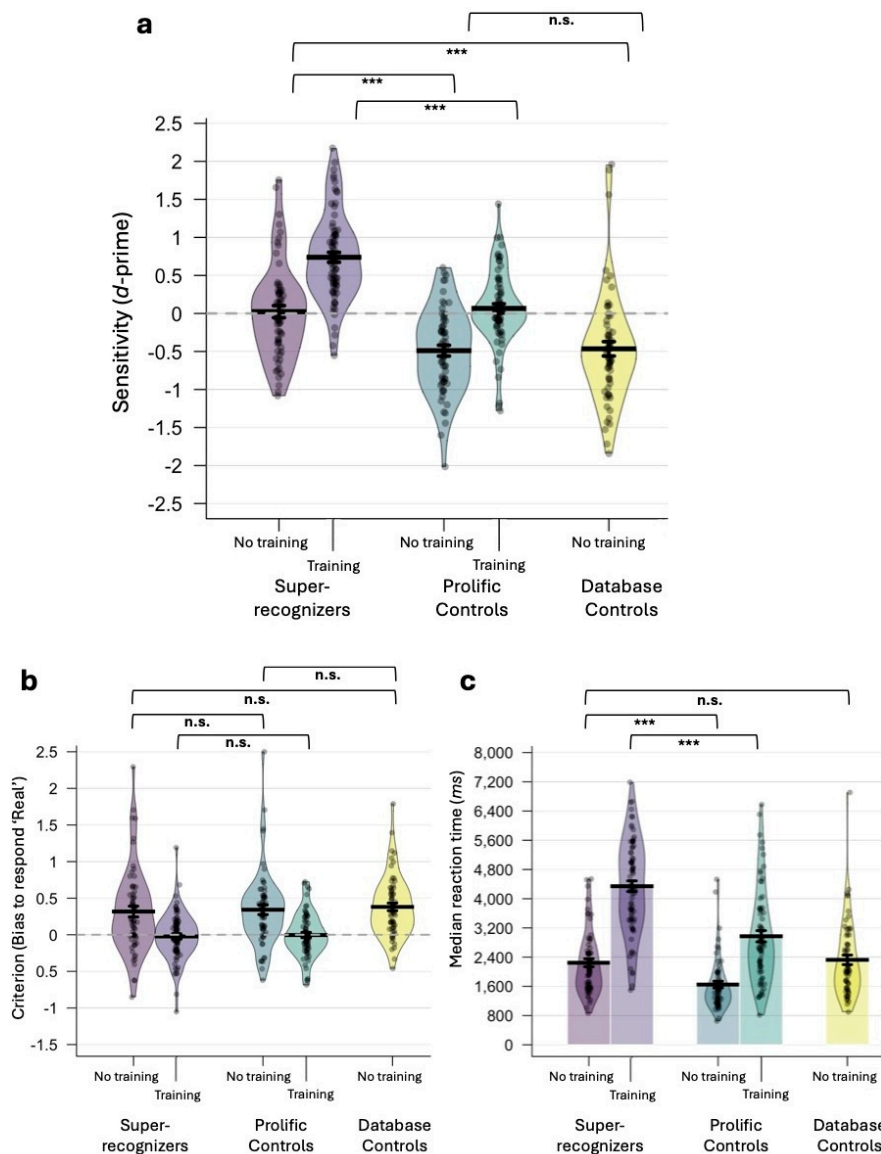 a
n.s.
***
***
***
2.5
2
1.5
1
0.5
0
-0.5
-1
-1.5
-2
-2.5
Sensitivity (d-prime)
No training
Training
No training
Training
No training
Super-
recognizers
Prolific
Controls
Database
Controls
b
n.s.
n.s.
n.s.
n.s.
2.5
2
1.5
1
0.5
0
0.5
-1
-1.5
Criterion (Bias to respond 'Real')
No training
Training
No training
Training
No training
Super-
recognizers
Prolific
Controls
Database
Controls
c
n.s.
***
***
8,000
7,200
6,400
5,600
4,800
4,000
3,200
2,400
1,600
800
0
Median reaction time (ms)
No training
Training
No training
Training
No training
Super-
recognizers
Prolific
Controls
Database
Controls